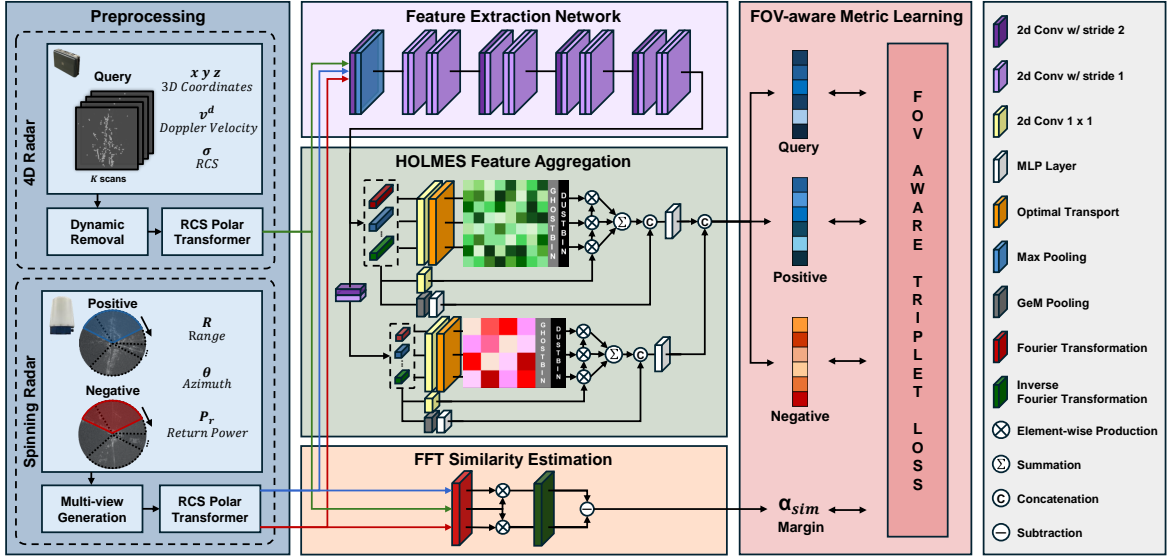 Preprocessing
4D Radar
Query
K scans
x y z
3D Coordinates
v^d
Doppler Velocity
σ
RCS
Dynamic
Removal
RCS Polar
Transformer
Spinning Radar
Positive
Negative
R
Range
θ
Azimuth
P_r
Return Power
Multi-view
Generation
RCS Polar
Transformer
Feature Extraction Network
HOLMES Feature Aggregation
GHOSTBIN
DUSTBIN
Σ
C
C
GHOSTBIN
DUSTBIN
Σ
C
FFT Similarity Estimation
FOV-aware Metric Learning
Query
Positive
Negative
α_sim
Margin
FOV AWARE TRIPLET LOSS
2d Conv w/ stride 2
2d Conv w/ stride 1
2d Conv 1 x 1
MLP Layer
Optimal Transport
Max Pooling
GeM Pooling
Fourier Transformation
Inverse
Fourier Transformation
Element-wise Production
Σ Summation
C Concatenation
Subtraction